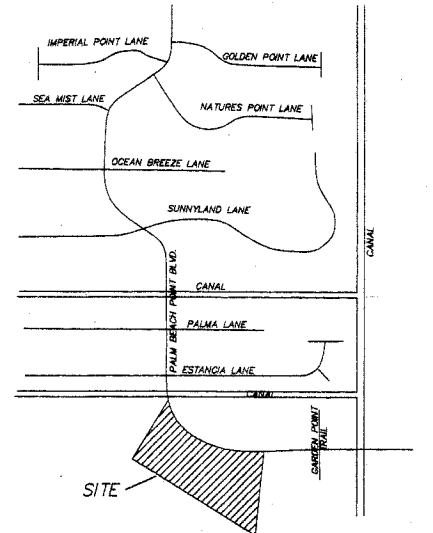 IMPERIAL POINT LANE
GOLDEN POINT LANE
SEA MIST LANE
NATURES POINT LANE
OCEAN BREEZE LANE
SUNNYLAND LANE
CANAL
PALM BEACH POINT BLVD.
CANAL
PALMA LANE
ESTANCIA LANE
CANAL
GARDEN POINT
TRAIL
SITE